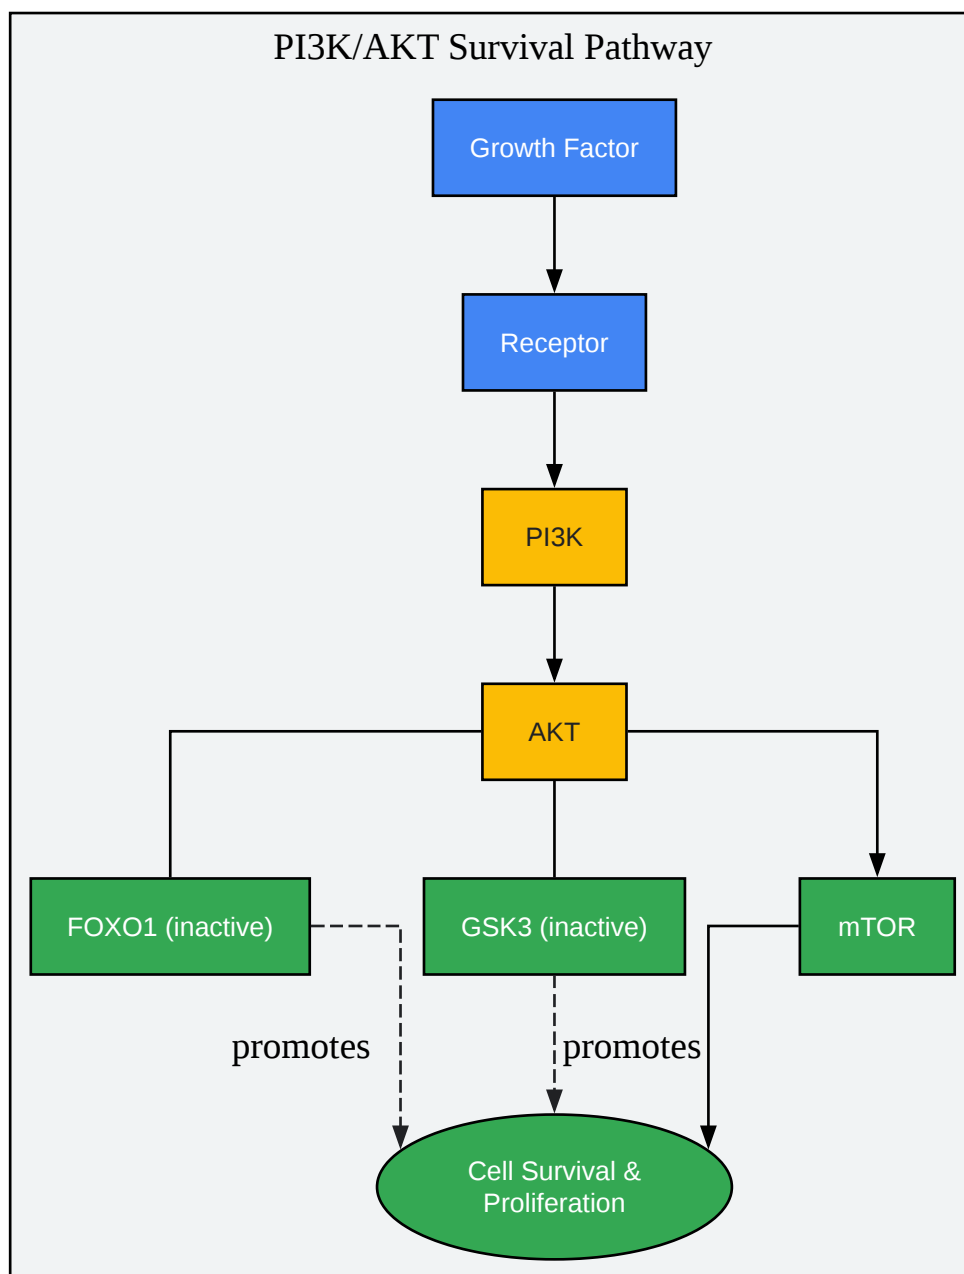 PI3K/AKT Survival Pathway
Growth Factor
Receptor
PI3K
AKT
FOXO1 (inactive)
GSK3 (inactive)
mTOR
promotes
promotes
Cell Survival &
Proliferation